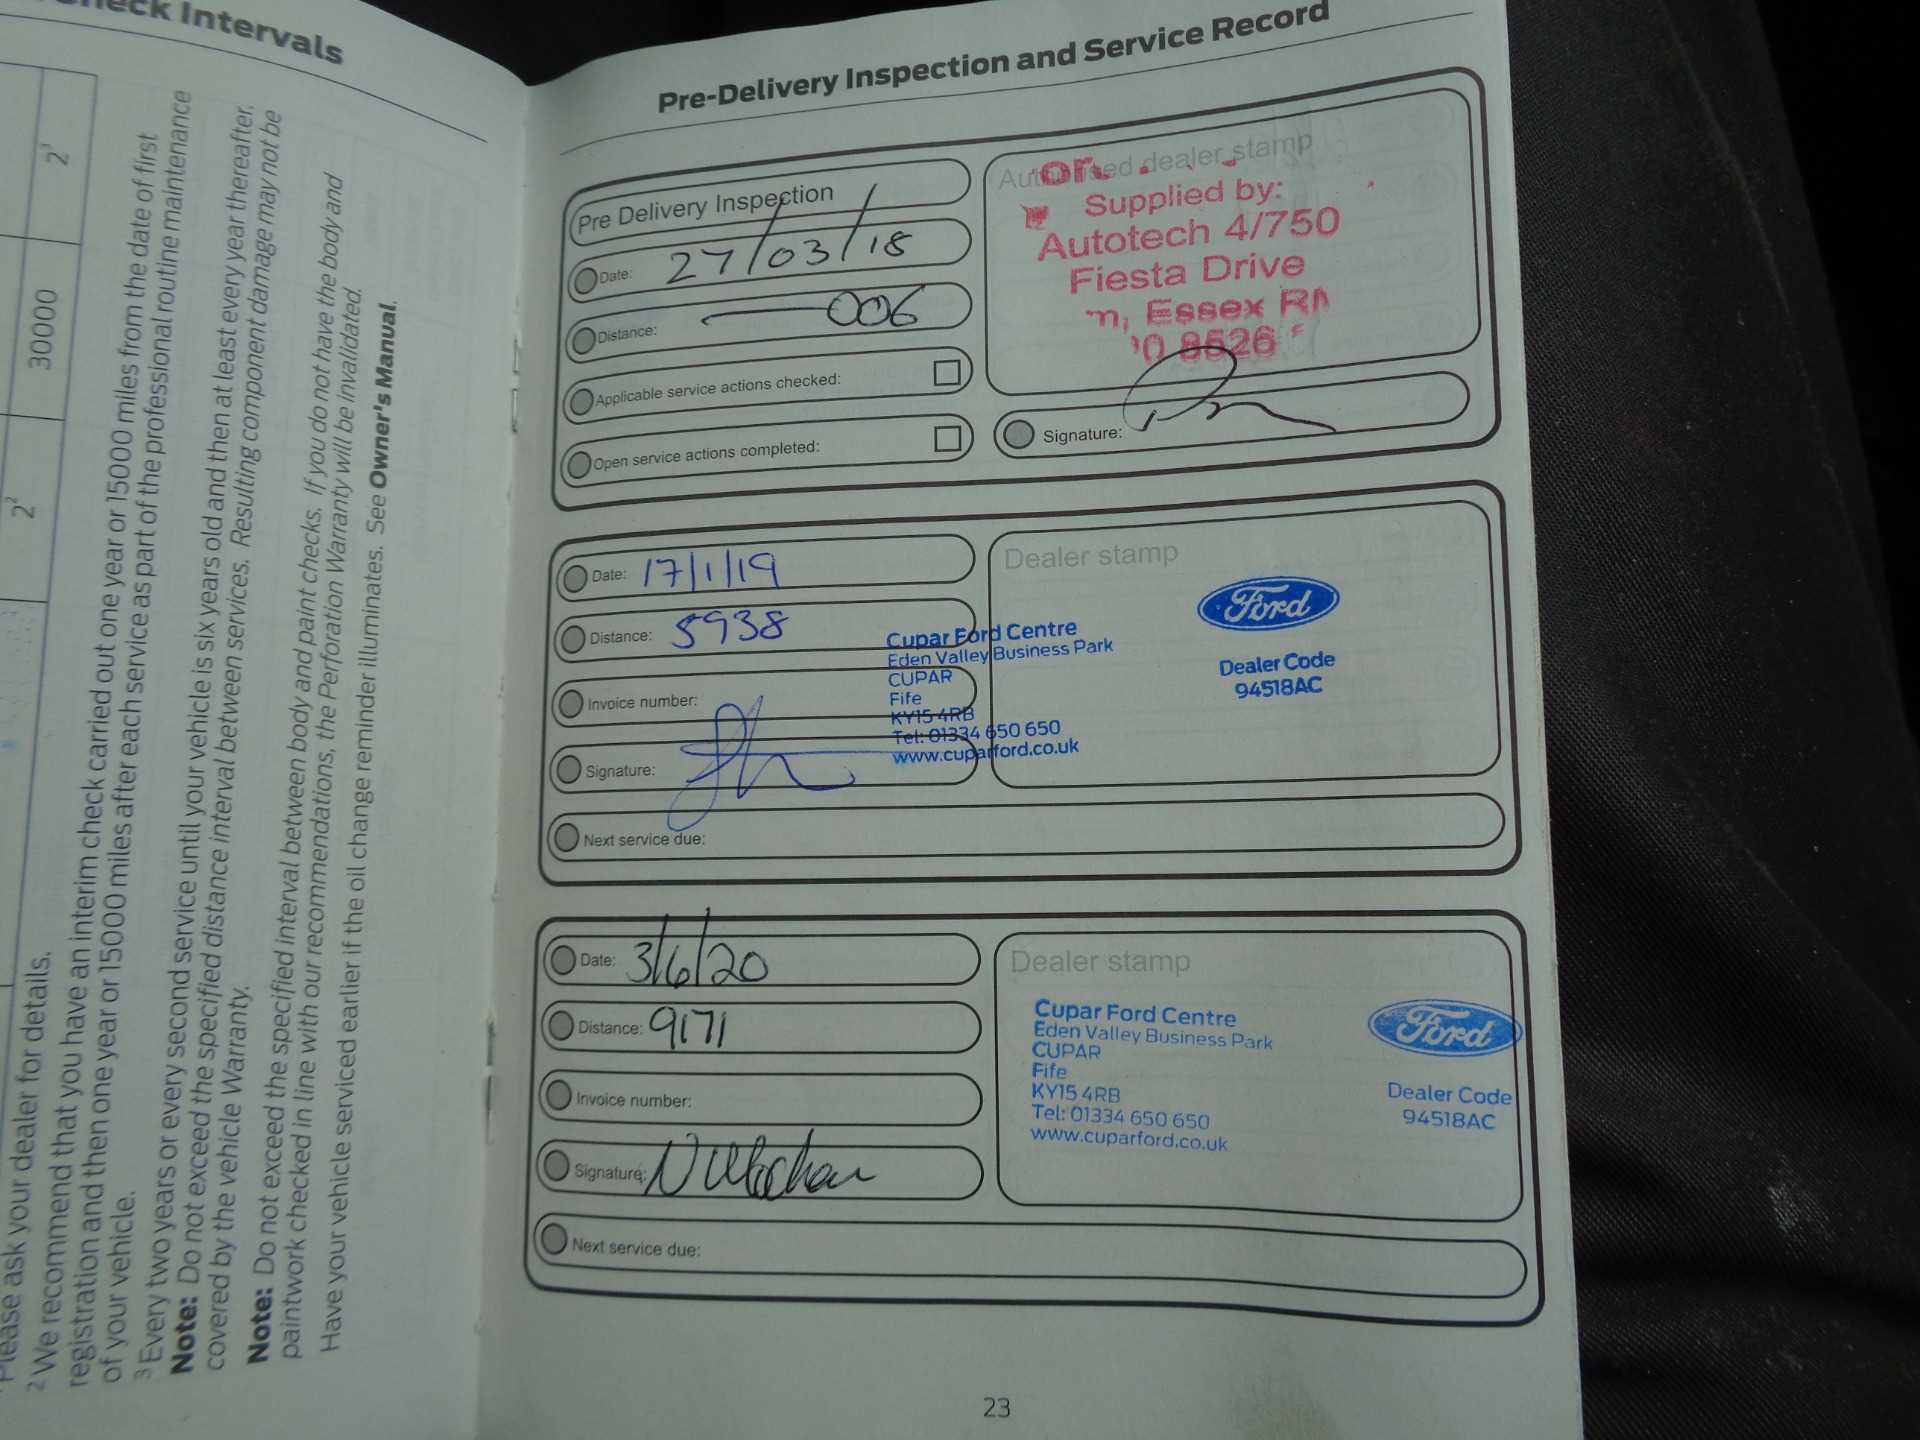 Check Intervals
2³
30000
2²
Please ask your dealer for details.
² We recommend that you have an interim check carried out one year or 15000 miles from the date of first
registration and then one year or 15000 miles after each service as part of the professional routine maintenance
of your vehicle.
³ Every two years or every second service until your vehicle is six years old and then at least every year thereafter.
Note: Do not exceed the specified distance interval between services. Resulting component damage may not be
covered by the vehicle Warranty.
Note: Do not exceed the specified interval between body and paint checks. If you do not have the body and
paintwork checked in line with our recommendations, the Perforation Warranty will be invalidated.
Have your vehicle serviced earlier if the oil change reminder illuminates. See Owner's Manual.
Pre-Delivery Inspection and Service Record
Pre Delivery Inspection
Date: 27/03/18
Distance: 006
Applicable service actions checked:
Open service actions completed:
Authorised dealer stamp
Supplied by:
Autotech 4/750
Fiesta Drive
Essex
8626
Signature:
Date: 17/1/19
Distance: 5938
Invoice number:
Signature:
Next service due:
Dealer stamp
Cupar Ford Centre
Eden Valley Business Park
CUPAR
Fife
KY15 4RB
Tel: 01334 650 650
www.cuparford.co.uk
Ford
Dealer Code
94518AC
Date: 3/6/20
Distance: 9171
Invoice number:
Signature:
Next service due:
Dealer stamp
Cupar Ford Centre
Eden Valley Business Park
CUPAR
Fife
KY15 4RB
Tel: 01334 650 650
www.cuparford.co.uk
Ford
Dealer Code
94518AC
23